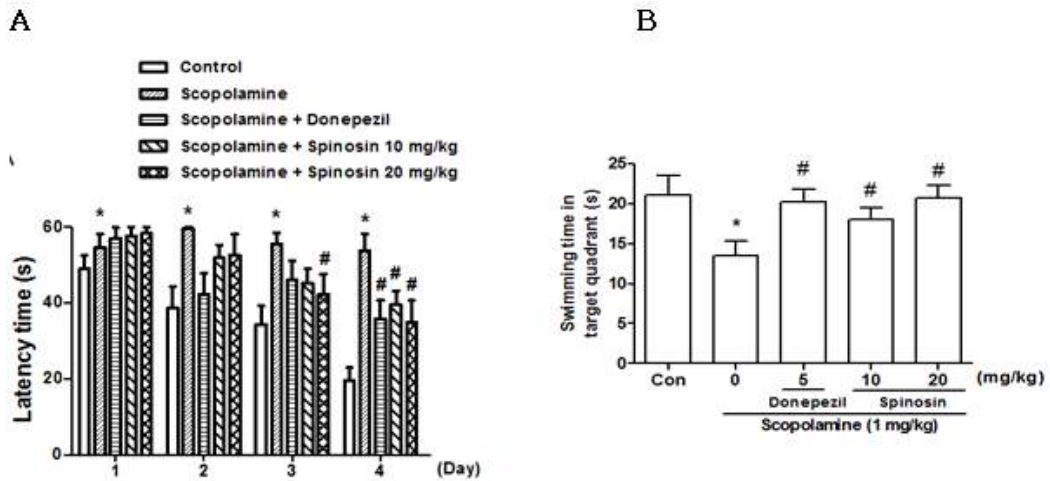 A
Control
Scopolamine
Scopolamine + Donepezil
Scopolamine + Spinosin 10 mg/kg
Scopolamine + Spinosin 20 mg/kg
Latency time (s)
60
40
20
0
* * * *
# # # #
1 2 3 4 (Day)
B
Swimming time in
target quadrant (s)
25
20
15
10
5
0
* # # #
Con 0 5 10 20 (mg/kg)
Donepezil Spinosin
Scopolamine (1 mg/kg)